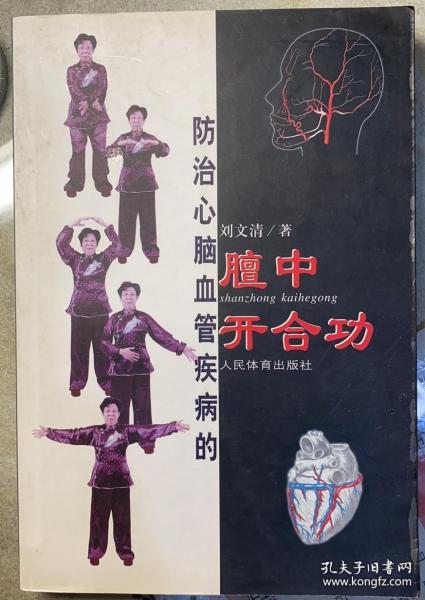 防治心脑血管疾病的
刘文清/著
膻中
shanzhong kaihegong
开合功
人民体育出版社
孔夫子旧书网
www.kongfz.com